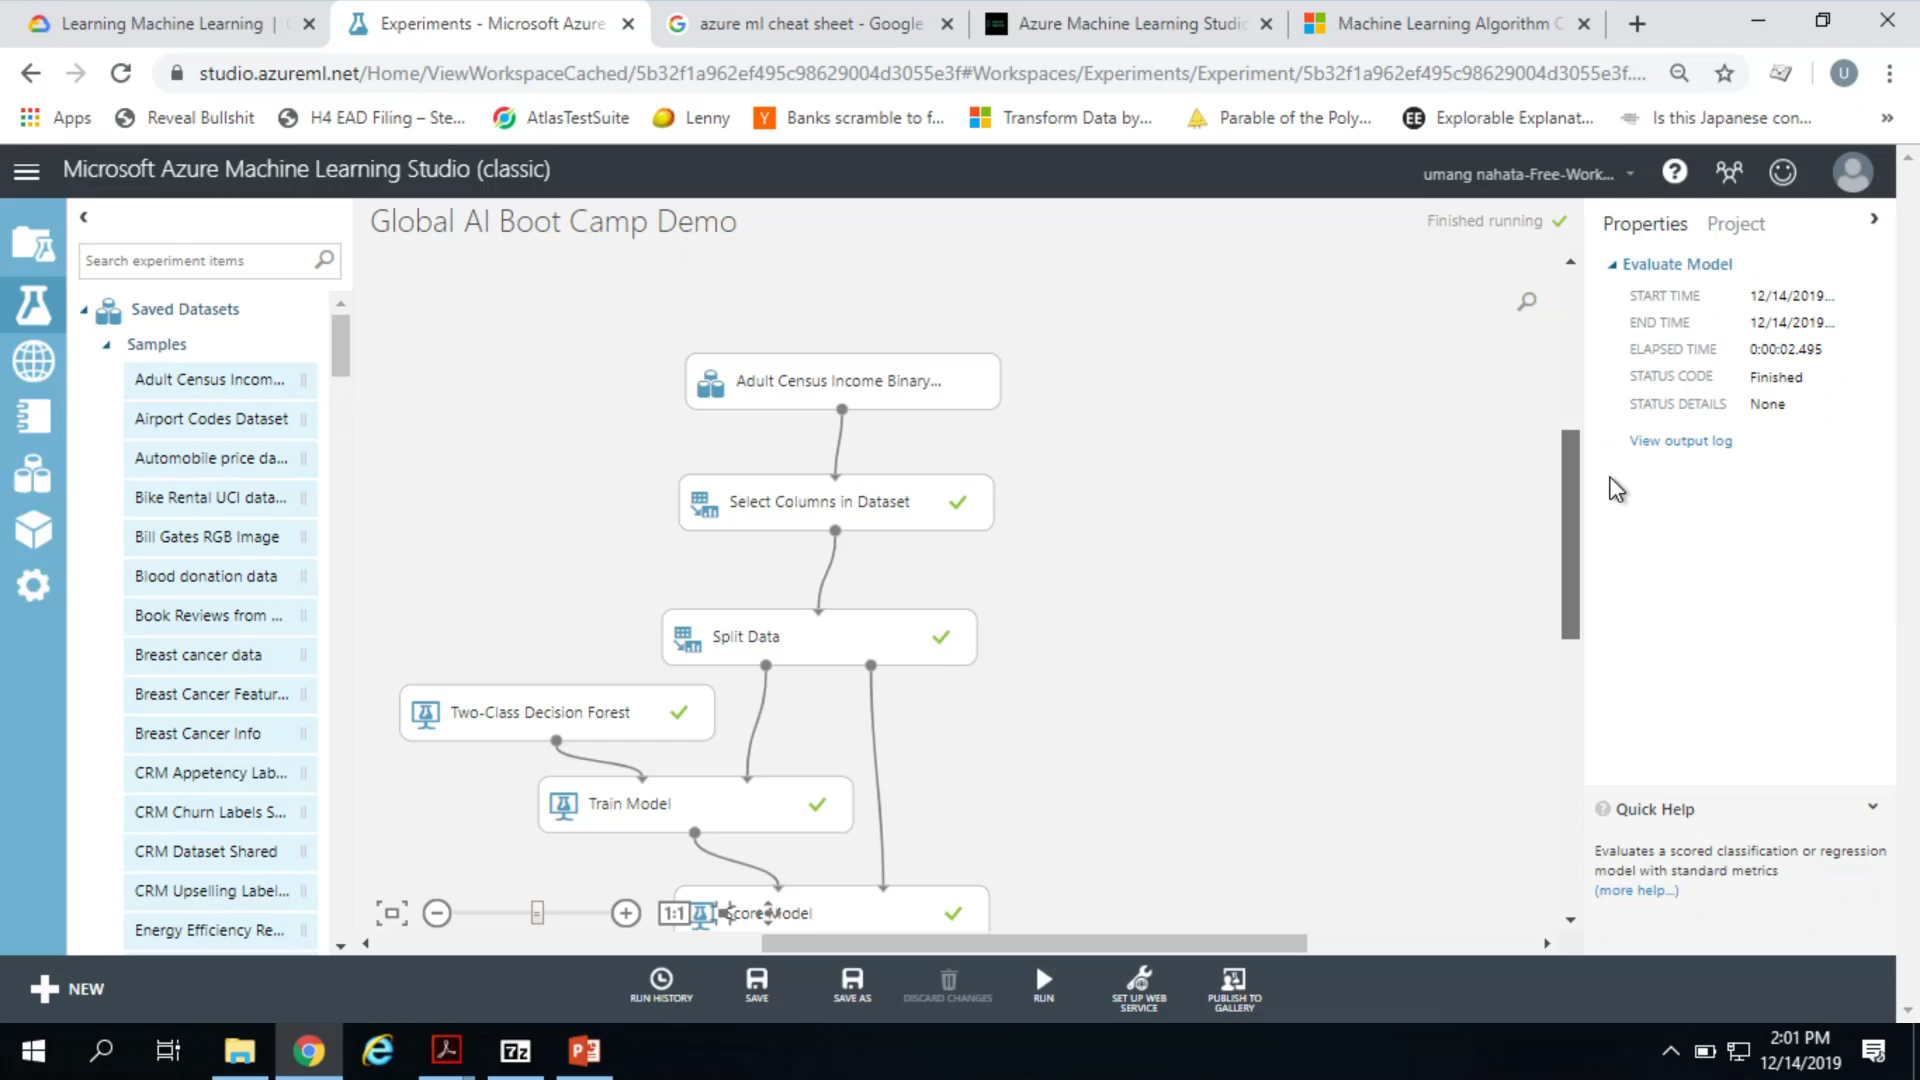 Learning Machine Learning |
Experiments - Microsoft Azure
azure ml cheat sheet - Google
Azure Machine Learning Studio
Machine Learning Algorithm C
studio.azureml.net/Home/ViewWorkspaceCached/5b32f1a962ef495c98629004d3055e3f#Workspaces/Experiments/Experiment/5b32f1a962ef495c98629004d3055e3f....
U
Apps
Reveal Bullshit
H4 EAD Filing – Ste...
AtlasTestSuite
Lenny
Banks scramble to f...
Transform Data by...
Parable of the Poly...
Explorable Explanat...
Is this Japanese con...
Microsoft Azure Machine Learning Studio (classic)
umang nahata-Free-Work...
Search experiment items
Saved Datasets
Samples
Adult Census Incom...
Airport Codes Dataset
Automobile price da...
Bike Rental UCI data...
Bill Gates RGB Image
Blood donation data
Book Reviews from ...
Breast cancer data
Breast Cancer Featur...
Breast Cancer Info
CRM Appetency Lab...
CRM Churn Labels S...
CRM Dataset Shared
CRM Upselling Label...
Energy Efficiency Re...
Global AI Boot Camp Demo
Finished running
Adult Census Income Binary...
Select Columns in Dataset
Split Data
Two-Class Decision Forest
Train Model
Score Model
1:1
Properties Project
Evaluate Model
START TIME 12/14/2019...
END TIME 12/14/2019...
ELAPSED TIME 0:00:02.495
STATUS CODE Finished
STATUS DETAILS None
View output log
Quick Help
Evaluates a scored classification or regression
model with standard metrics
(more help...)
NEW
RUN HISTORY
SAVE
SAVE AS
DISCARD CHANGES
RUN
SET UP WEB
SERVICE
PUBLISH TO
GALLERY
2:01 PM
12/14/2019